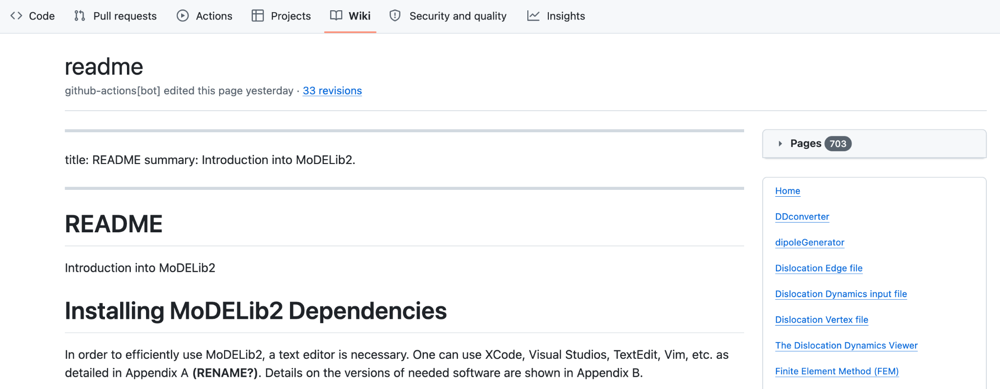 Code Pull requests Actions Projects Wiki Security and quality Insights
readme
github-actions[bot] edited this page yesterday · 33 revisions
title: README summary: Introduction into MoDELib2.
README
Introduction into MoDELib2
Installing MoDELib2 Dependencies
In order to efficiently use MoDELib2, a text editor is necessary. One can use XCode, Visual Studios, TextEdit, Vim, etc. as
detailed in Appendix A (RENAME?). Details on the versions of needed software are shown in Appendix B.
Pages 703
Home
DDconverter
dipoleGenerator
Dislocation Edge file
Dislocation Dynamics input file
Dislocation Vertex file
The Dislocation Dynamics Viewer
Finite Element Method (FEM)